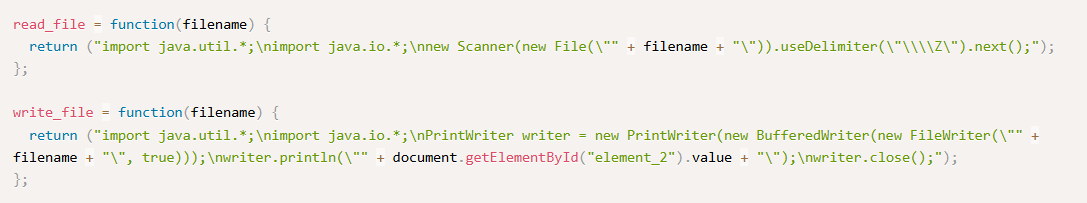 read_file = function(filename) {
  return ("import java.util.*;\nimport java.io.*;\nnew Scanner(new File(\"" + filename + "\")).useDelimiter(\"\\\\Z\").next();");
};

write_file = function(filename) {
  return ("import java.util.*;\nimport java.io.*;\nPrintWriter writer = new PrintWriter(new BufferedWriter(new FileWriter(\"" +
filename + "\", true)));\nwriter.println(\"" + document.getElementById("element_2").value + "\");\nwriter.close();");
};